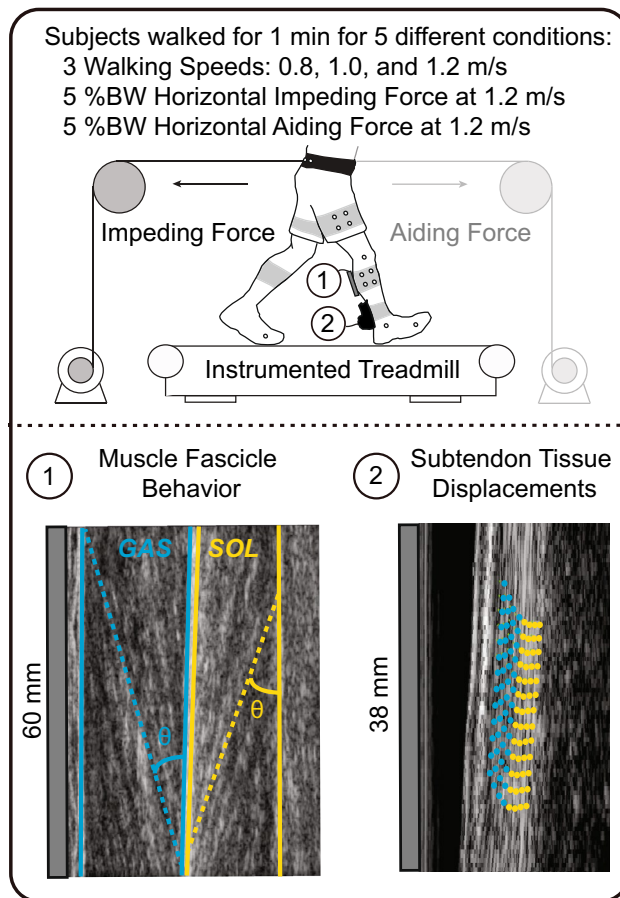 Subjects walked for 1 min for 5 different conditions:
3 Walking Speeds: 0.8, 1.0, and 1.2 m/s
5 %BW Horizontal Impeding Force at 1.2 m/s
5 %BW Horizontal Aiding Force at 1.2 m/s
Impeding Force
Aiding Force
1
2
Instrumented Treadmill
1
Muscle Fascicle
Behavior
2
Subtendon Tissue
Displacements
GAS
SOL
60 mm
θ
θ
38 mm